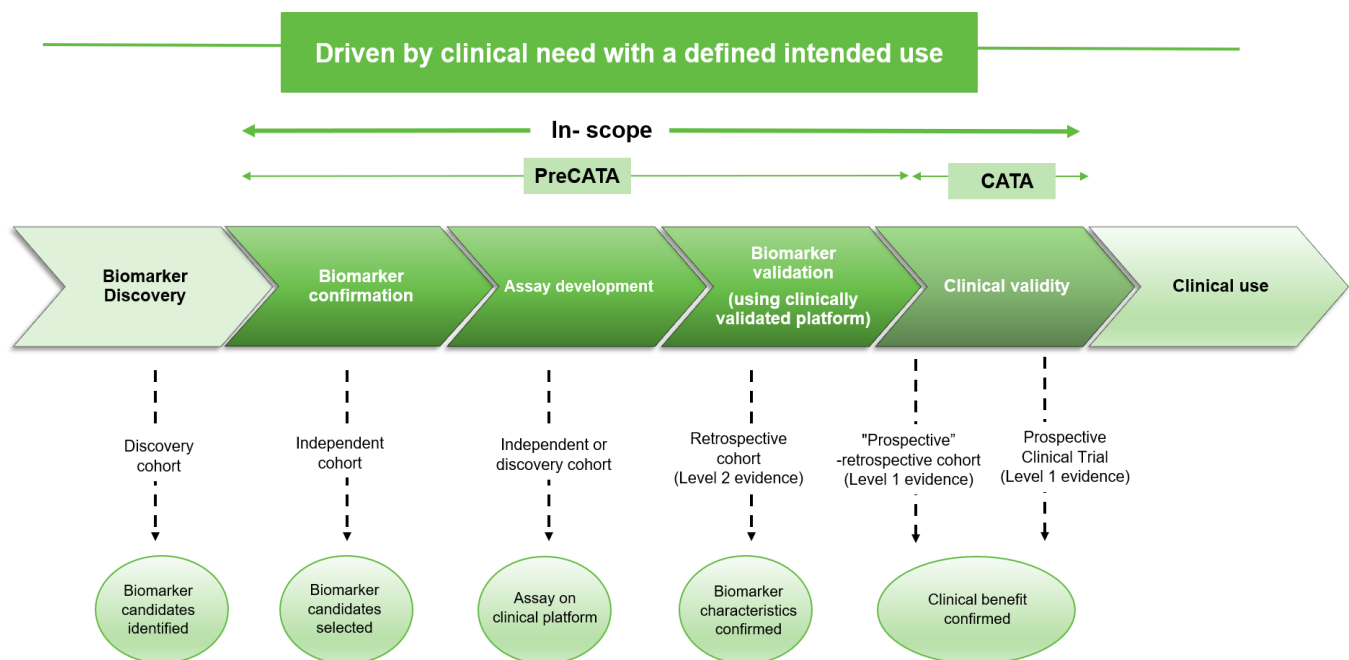 Driven by clinical need with a defined intended use
In- scope
PreCATA
CATA
Biomarker
Discovery
Biomarker
confirmation
Assay development
Biomarker
validation
(using clinically
validated platform)
Clinical validity
Clinical use
Discovery
cohort
Independent
cohort
Independent or
discovery cohort
Retrospective
cohort
(Level 2 evidence)
"Prospective”
-retrospective cohort
(Level 1 evidence)
Prospective
Clinical Trial
(Level 1 evidence)
Biomarker
candidates
identified
Biomarker
candidates
selected
Assay on
clinical platform
Biomarker
characteristics
confirmed
Clinical benefit
confirmed